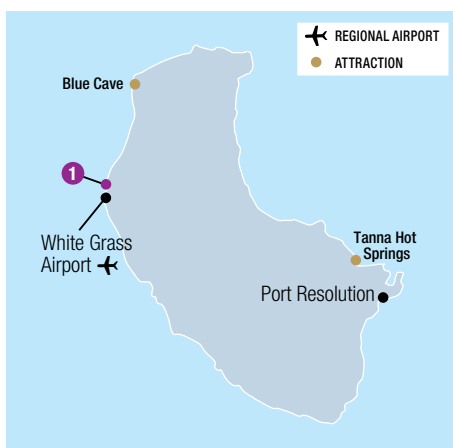 REGIONAL AIRPORT
ATTRACTION
Blue Cave
1
White Grass
Airport
Tanna Hot
Springs
Port Resolution